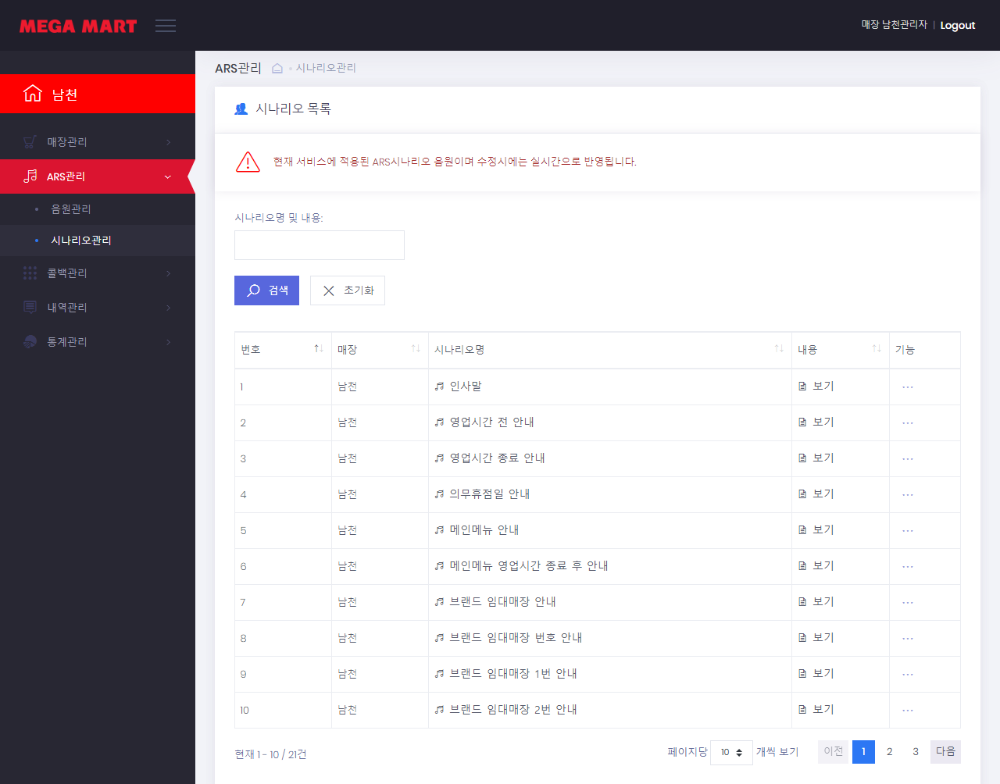 MEGA MART
매장 남천관리자 | Logout
남천
매장관리
ARS관리
음원관리
시나리오관리
콜백관리
내역관리
통계관리
ARS관리 시나리오관리
시나리오 목록
현재 서비스에 적용된 ARS시나리오 음원이며 수정시에는 실시간으로 반영됩니다.
시나리오명 및 내용:
검색 초기화
번호 매장 시나리오명 내용 기능
1 남천 인사말 보기
2 남천 영업시간 전 안내 보기
3 남천 영업시간 종료 안내 보기
4 남천 의무휴점일 안내 보기
5 남천 메인메뉴 안내 보기
6 남천 메인메뉴 영업시간 종료 후 안내 보기
7 남천 브랜드 임대매장 안내 보기
8 남천 브랜드 임대매장 번호 안내 보기
9 남천 브랜드 임대매장 1번 안내 보기
10 남천 브랜드 임대매장 2번 안내 보기
현재 1 - 10 / 21건
페이지당 10 개씩 보기 이전 1 2 3 다음